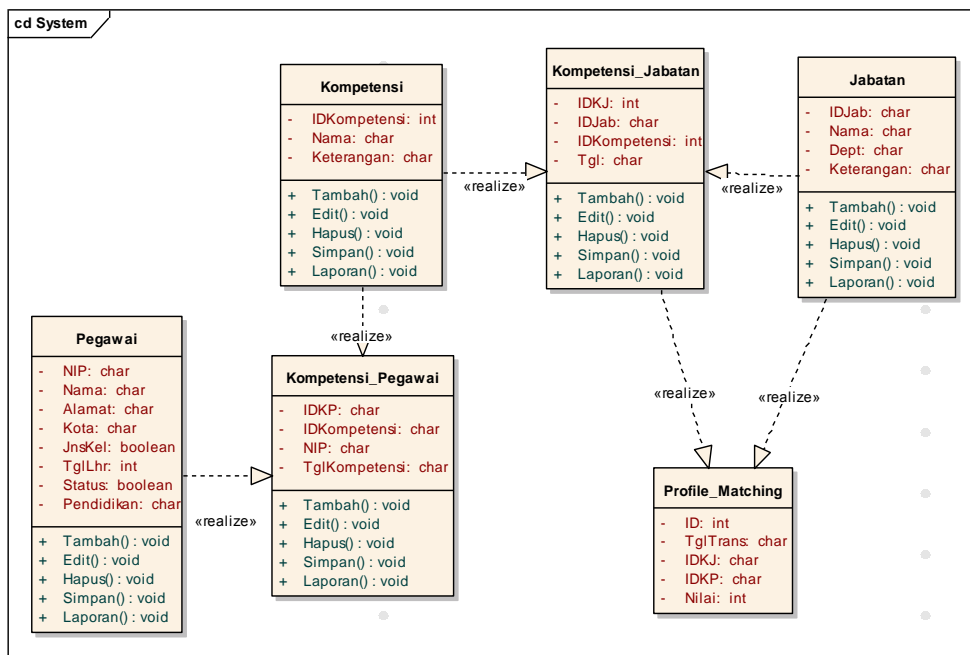 cd System
Kompetensi
- IDKompetensi: int
- Nama: char
- Keterangan: char
+ Tambah() : void
+ Edit() : void
+ Hapus() : void
+ Simpan() : void
+ Laporan() : void
Kompetensi_Jabatan
- IDKJ: int
- IDJab: char
- IDKompetensi: int
- Tgl: char
+ Tambah() : void
+ Edit() : void
+ Hapus() : void
+ Simpan() : void
+ Laporan() : void
Jabatan
- IDJab: char
- Nama: char
- Dept: char
- Keterangan: char
+ Tambah() : void
+ Edit() : void
+ Hapus() : void
+ Simpan() : void
+ Laporan() : void
«realize»
«realize»
«realize»
Pegawai
- NIP: char
- Nama: char
- Alamat: char
- Kota: char
- JnsKel: boolean
- TglLhr: int
- Status: boolean
- Pendidikan: char
+ Tambah() : void
+ Edit() : void
+ Hapus() : void
+ Simpan() : void
+ Laporan() : void
«realize»
Kompetensi_Pegawai
- IDKP: char
- IDKompetensi: char
- NIP: char
- TglKompetensi: char
+ Tambah() : void
+ Edit() : void
+ Hapus() : void
+ Simpan() : void
+ Laporan() : void
«realize»
«realize»
Profile_Matching
- ID: int
- TglTrans: char
- IDKJ: char
- IDKP: char
- Nilai: int